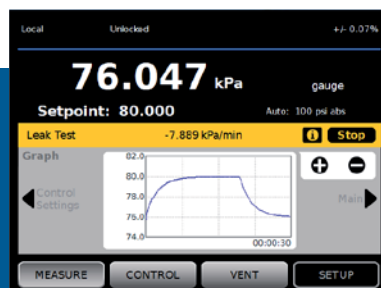 Local Unlocked +/- 0.07%
76.047 kPa gauge
Setpoint: 80.000 Auto: 100 psi abs
Leak Test -7.889 kPa/min i Stop
Graph
82.0
80.0
78.0
76.0
74.0
00:00:30
Control
Settings
Main
MEASURE CONTROL VENT SETUP